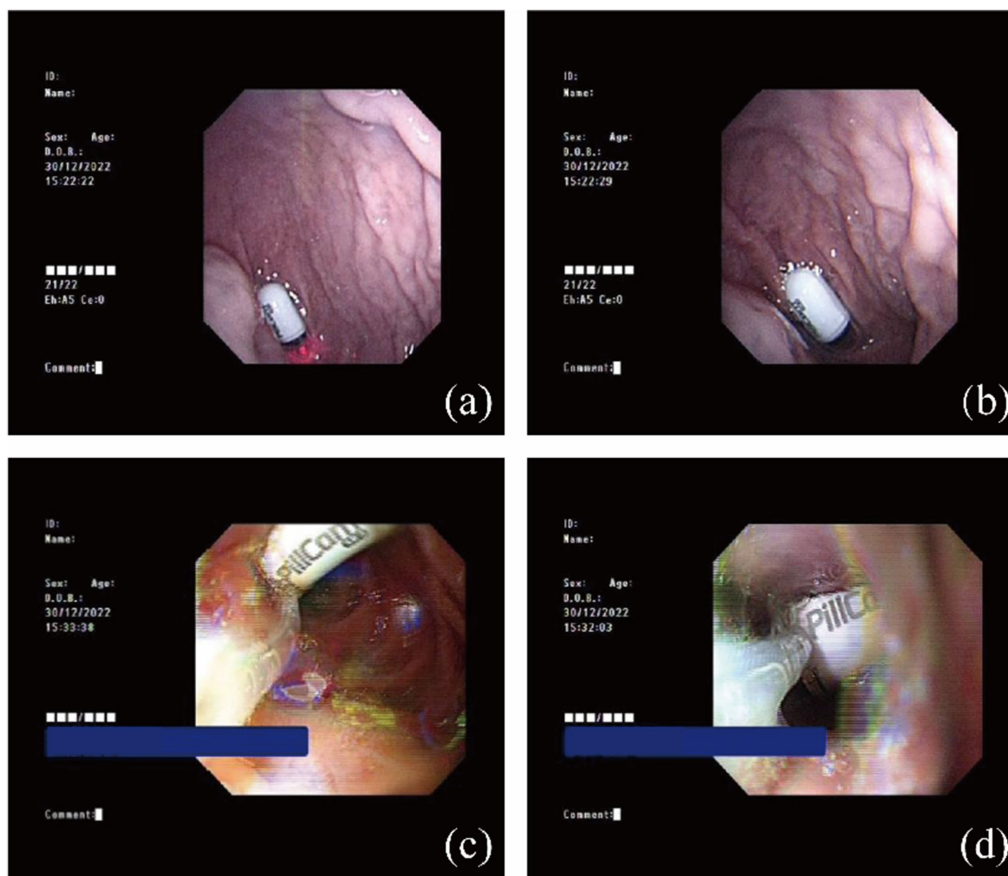 ID:
Name:
Sex: Age:
D.O.B.:
30/12/2022
15:22:22
■■■/■■■
21/22
Eh:A5 Ce:0
Comment:
(a)
ID:
Name:
Sex: Age:
D.O.B.:
30/12/2022
15:22:29
■■■/■■■
21/22
Eh:A5 Ce:0
Comment:
(b)
ID:
Name:
Sex: Age:
D.O.B.:
30/12/2022
15:33:38
■■■/■■■
PillCam
Comment:
(c)
ID:
Name:
Sex: Age:
D.O.B.:
30/12/2022
15:32:03
■■■/■■■
PillCa
Comment:
(d)